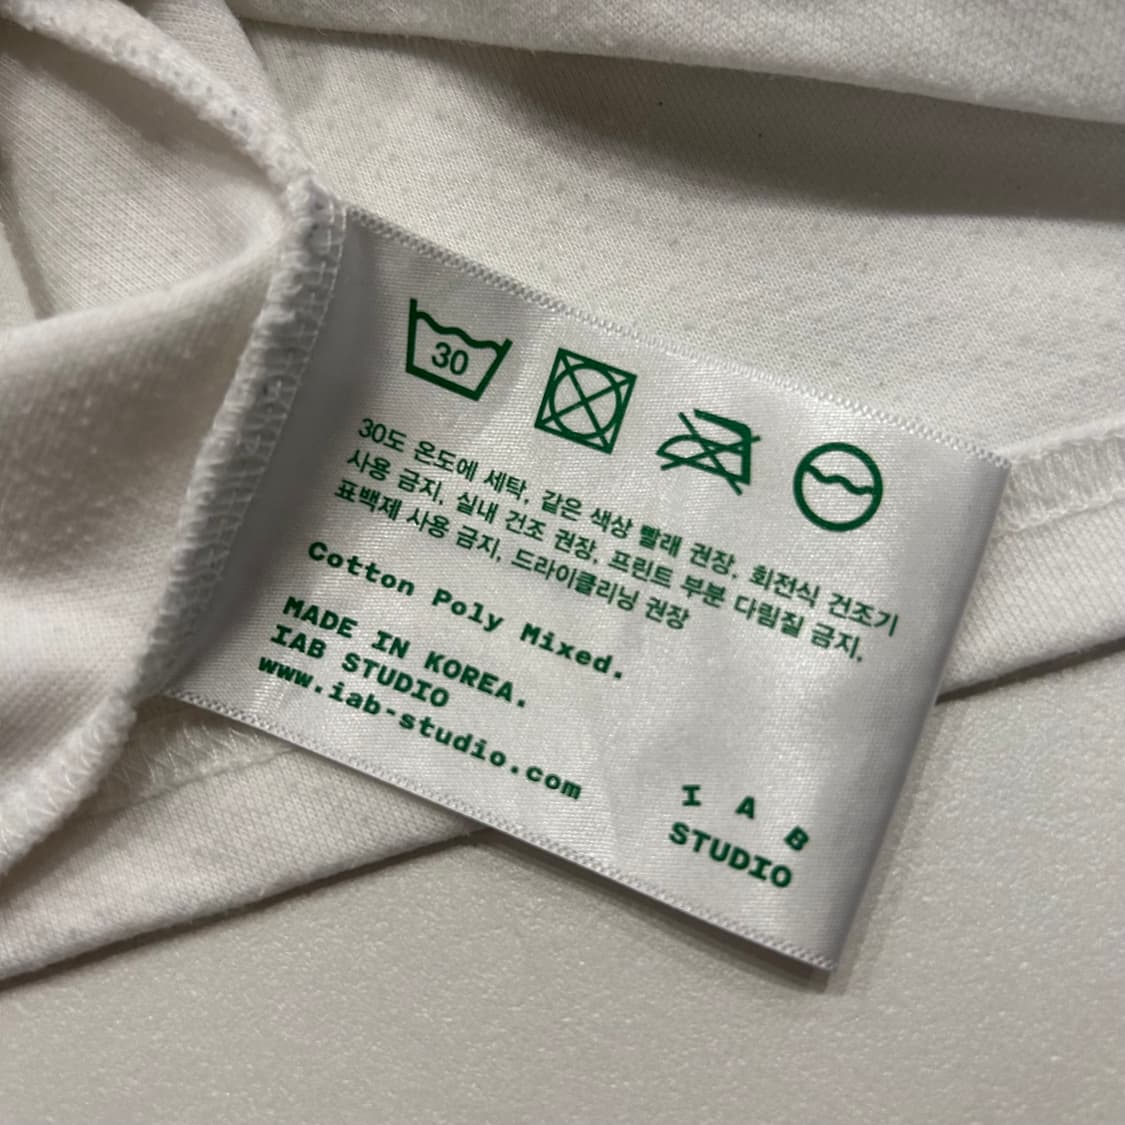 30
30도 온도에 세탁, 같은 색상 빨래 권장, 회전식 건조기
사용 금지, 실내 건조 권장, 프린트 부분 다림질 금지,
표백제 사용 금지, 드라이클리닝 권장
Cotton Poly Mixed.
MADE IN KOREA.
IAB STUDIO
www.iab-studio.com
I A B
STUDIO